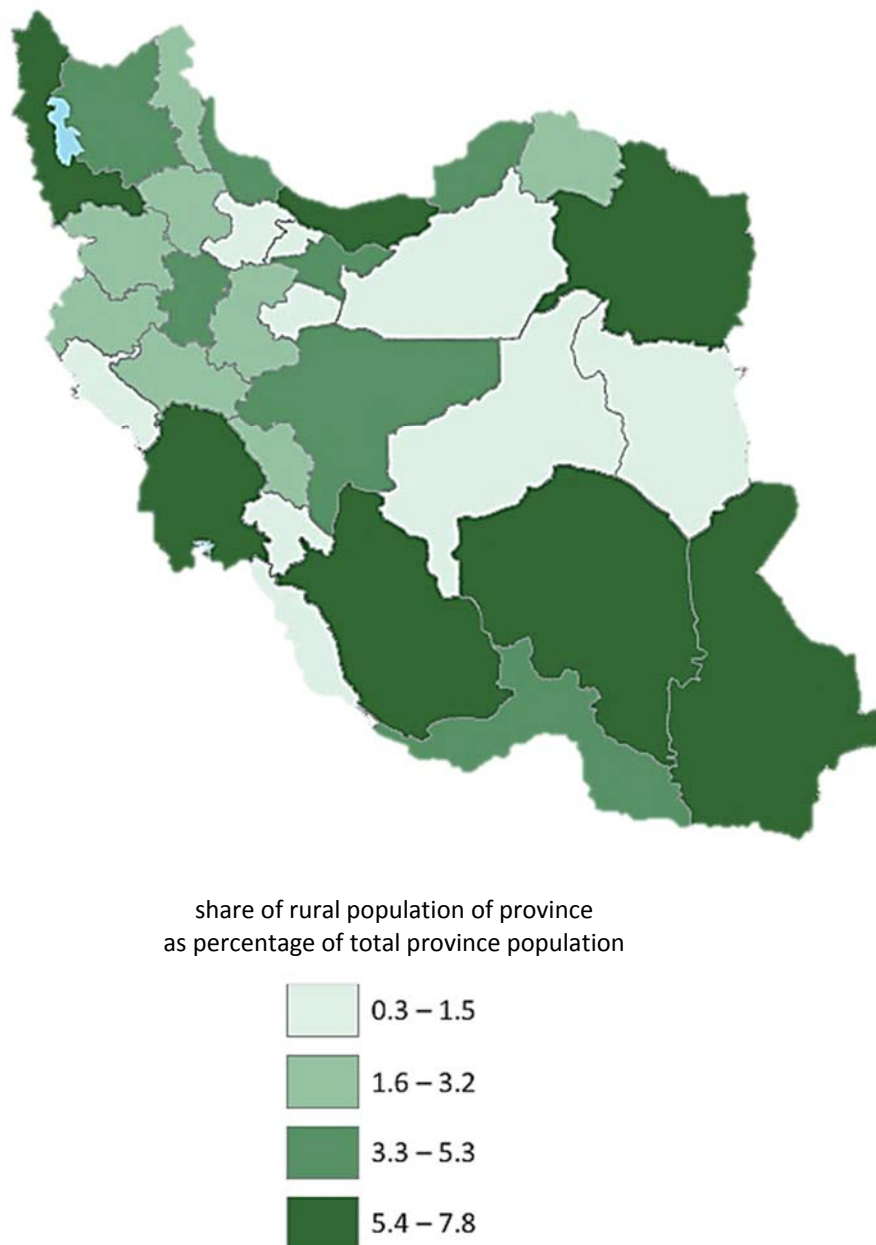 share of rural population of province
as percentage of total province population
0.3 – 1.5
1.6 – 3.2
3.3 – 5.3
5.4 – 7.8